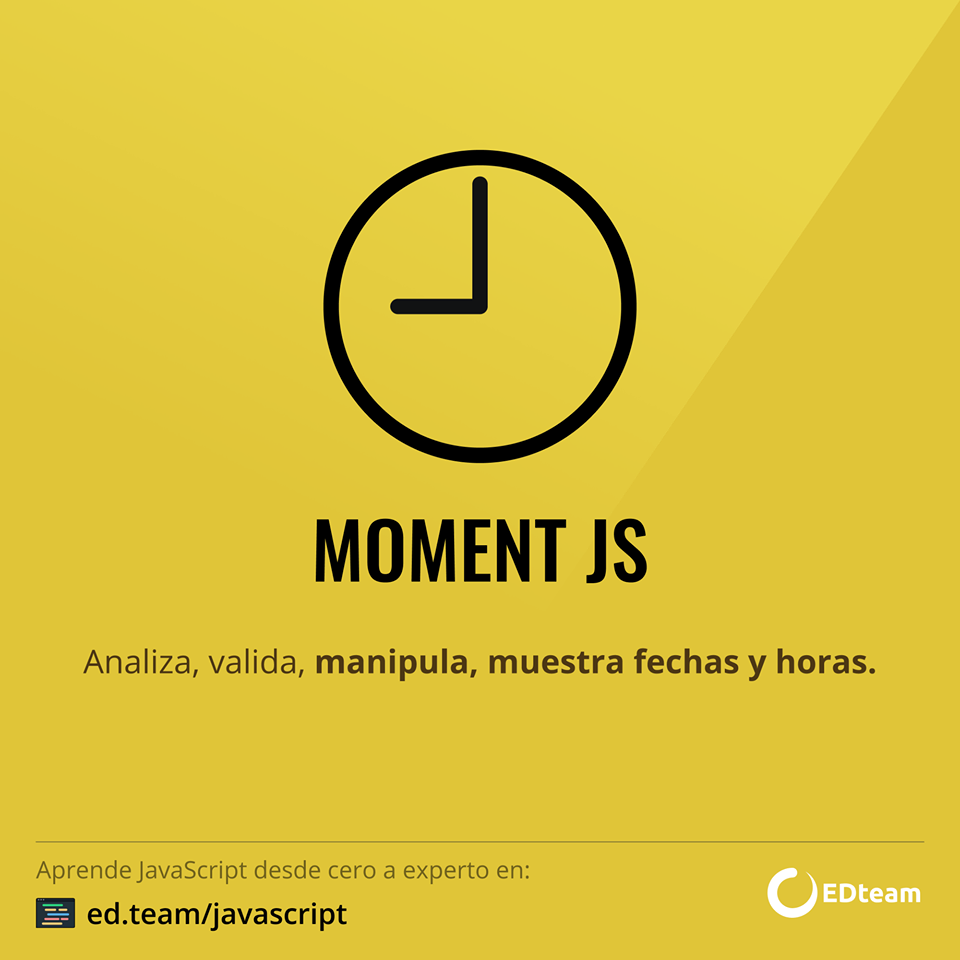 MOMENT JS
Analiza, valida, manipula, muestra fechas y horas.
Aprende JavaScript desde cero a experto en:
ed.team/javascript
EDteam